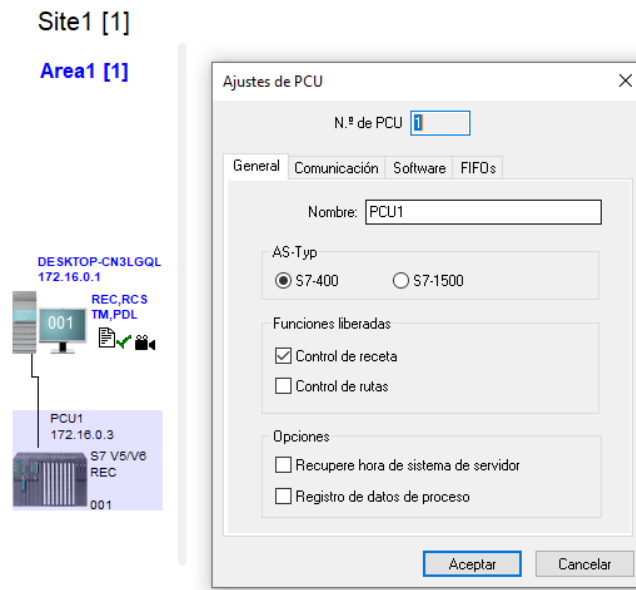 Site1 [1]
Area1 [1]
DESKTOP-CN3LGQL
172.16.0.1
REC,RCS
TM,PDL
001
PCU1
172.16.0.3
S7 V5/V6
REC
001
Ajustes de PCU
N.º de PCU 1
General Comunicación Software FIFOs
Nombre: PCU1
AS-Typ
S7-400 S7-1500
Funciones liberadas
Control de receta
Control de rutas
Opciones
Recupere hora de sistema de servidor
Registro de datos de proceso
Aceptar Cancelar